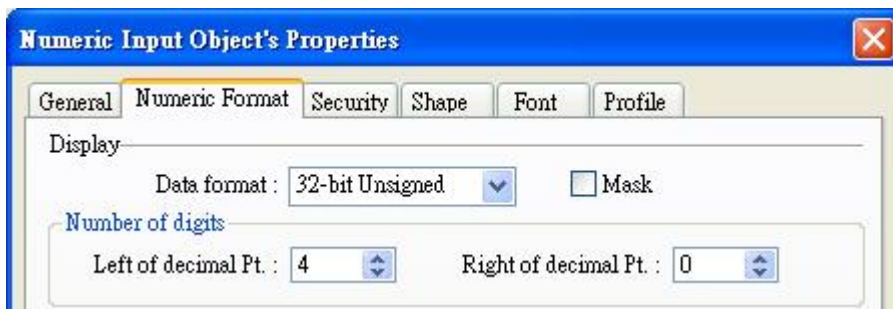 Numeric Input Object's Properties
General Numeric Format Security Shape Font Profile
Display
Data format : 32-bit Unsigned Mask
Number of digits
Left of decimal Pt. : 4 Right of decimal Pt. : 0